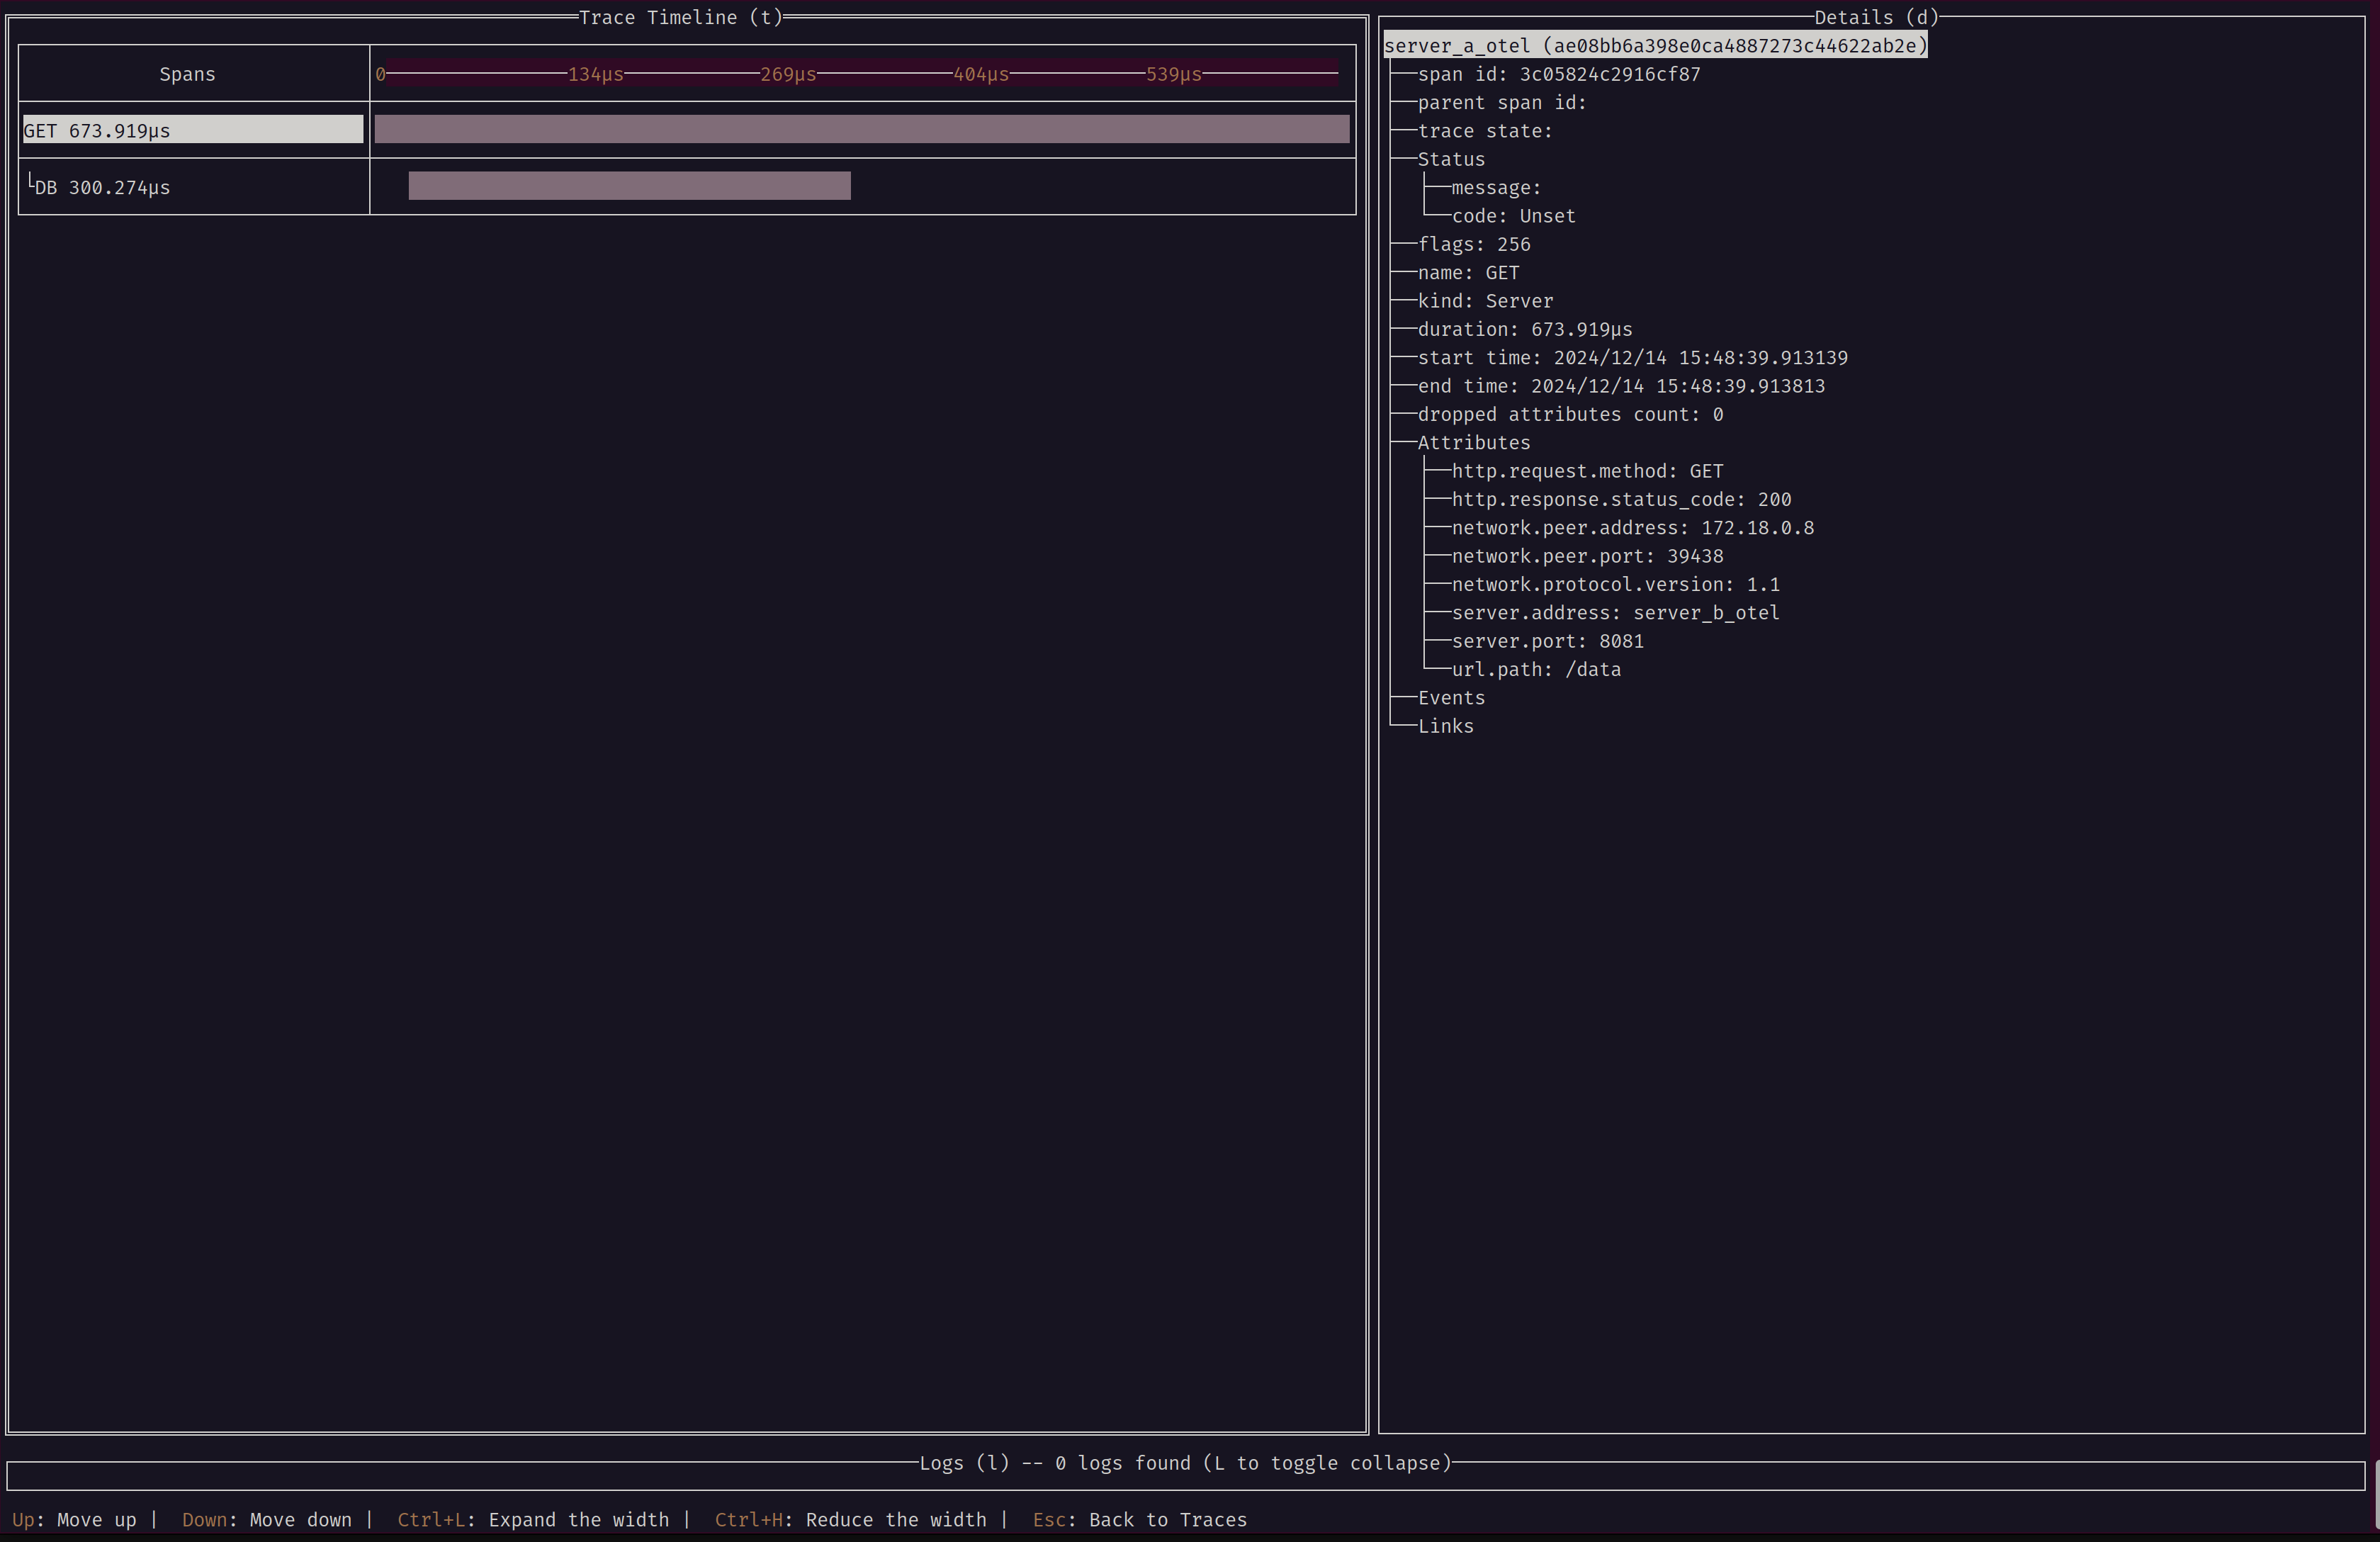 Trace Timeline (t)
Spans
0 134µs 269µs 404µs 539µs
GET 673.919µs
DB 300.274µs
Details (d)
server_a_otel (ae08bb6a398e0ca4887273c44622ab2e)
span id: 3c05824c2916cf87
parent span id:
trace state:
Status
message:
code: Unset
flags: 256
name: GET
kind: Server
duration: 673.919µs
start time: 2024/12/14 15:48:39.913139
end time: 2024/12/14 15:48:39.913813
dropped attributes count: 0
Attributes
http.request.method: GET
http.response.status_code: 200
network.peer.address: 172.18.0.8
network.peer.port: 39438
network.protocol.version: 1.1
server.address: server_b_otel
server.port: 8081
url.path: /data
Events
Links
Logs (l) -- 0 logs found (L to toggle collapse)
Up: Move up | Down: Move down | Ctrl+L: Expand the width | Ctrl+H: Reduce the width | Esc: Back to Traces